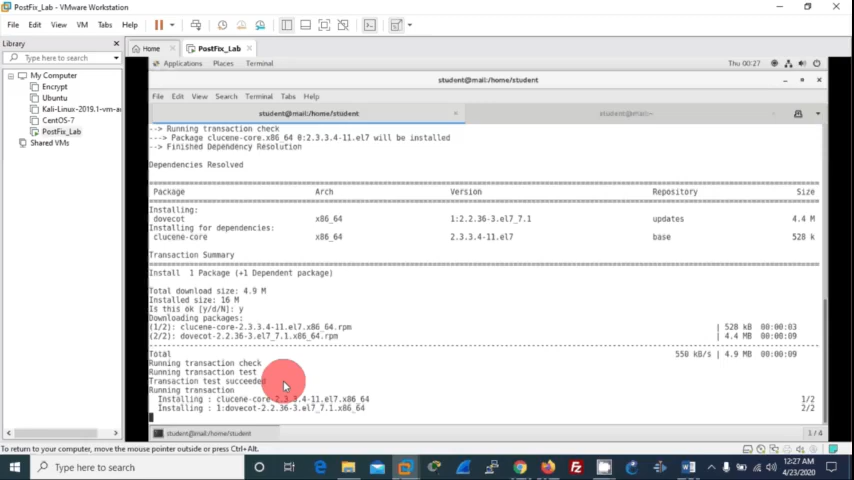 PostFix_Lab - VMware Workstation
File Edit View VM Tabs Help
Library
Type here to search
My Computer
Encrypt
Ubuntu
Kali-Linux-2019.1-vm-a
CentOS-7
PostFix_Lab
Shared VMs
Home PostFix_Lab
Applications Places Terminal Thu 00:27
student@mail:/home/student
File Edit View Search Terminal Tabs Help
student@mail:/home/student student@mail:~
--> Running transaction check
---> Package clucene-core.x86_64 0:2.3.3.4-11.el7 will be installed
--> Finished Dependency Resolution
Dependencies Resolved
Package Arch Version Repository Size
Installing:
dovecot x86_64 1:2.2.36-3.el7_7.1 updates 4.4 M
Installing for dependencies:
clucene-core x86_64 2.3.3.4-11.el7 base 528 k
Transaction Summary
Install 1 Package (+1 Dependent package)
Total download size: 4.9 M
Installed size: 16 M
Is this ok [y/d/N]: y
Downloading packages:
(1/2): clucene-core-2.3.3.4-11.el7.x86_64.rpm | 528 kB 00:00:03
(2/2): dovecot-2.2.36-3.el7_7.1.x86_64.rpm | 4.4 MB 00:00:09
Total 550 kB/s | 4.9 MB 00:00:09
Running transaction check
Running transaction test
Transaction test succeeded
Running transaction
Installing : clucene-core-2.3.3.4-11.el7.x86_64 1/2
Installing : 1:dovecot-2.2.36-3.el7_7.1.x86_64 2/2
student@mail:/home/student 1 / 4
To return to your computer, move the mouse pointer outside or press Ctrl+Alt.
Type here to search
12:27 AM
4/23/2020